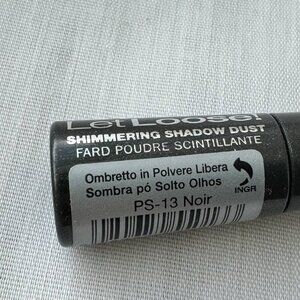 Let Loose!
SHIMMERING SHADOW DUST
FARD POUDRE SCINTILLANTE
Ombretto in Polvere Libera
Sombra pó Solto Olhos
PS-13 Noir
INGR